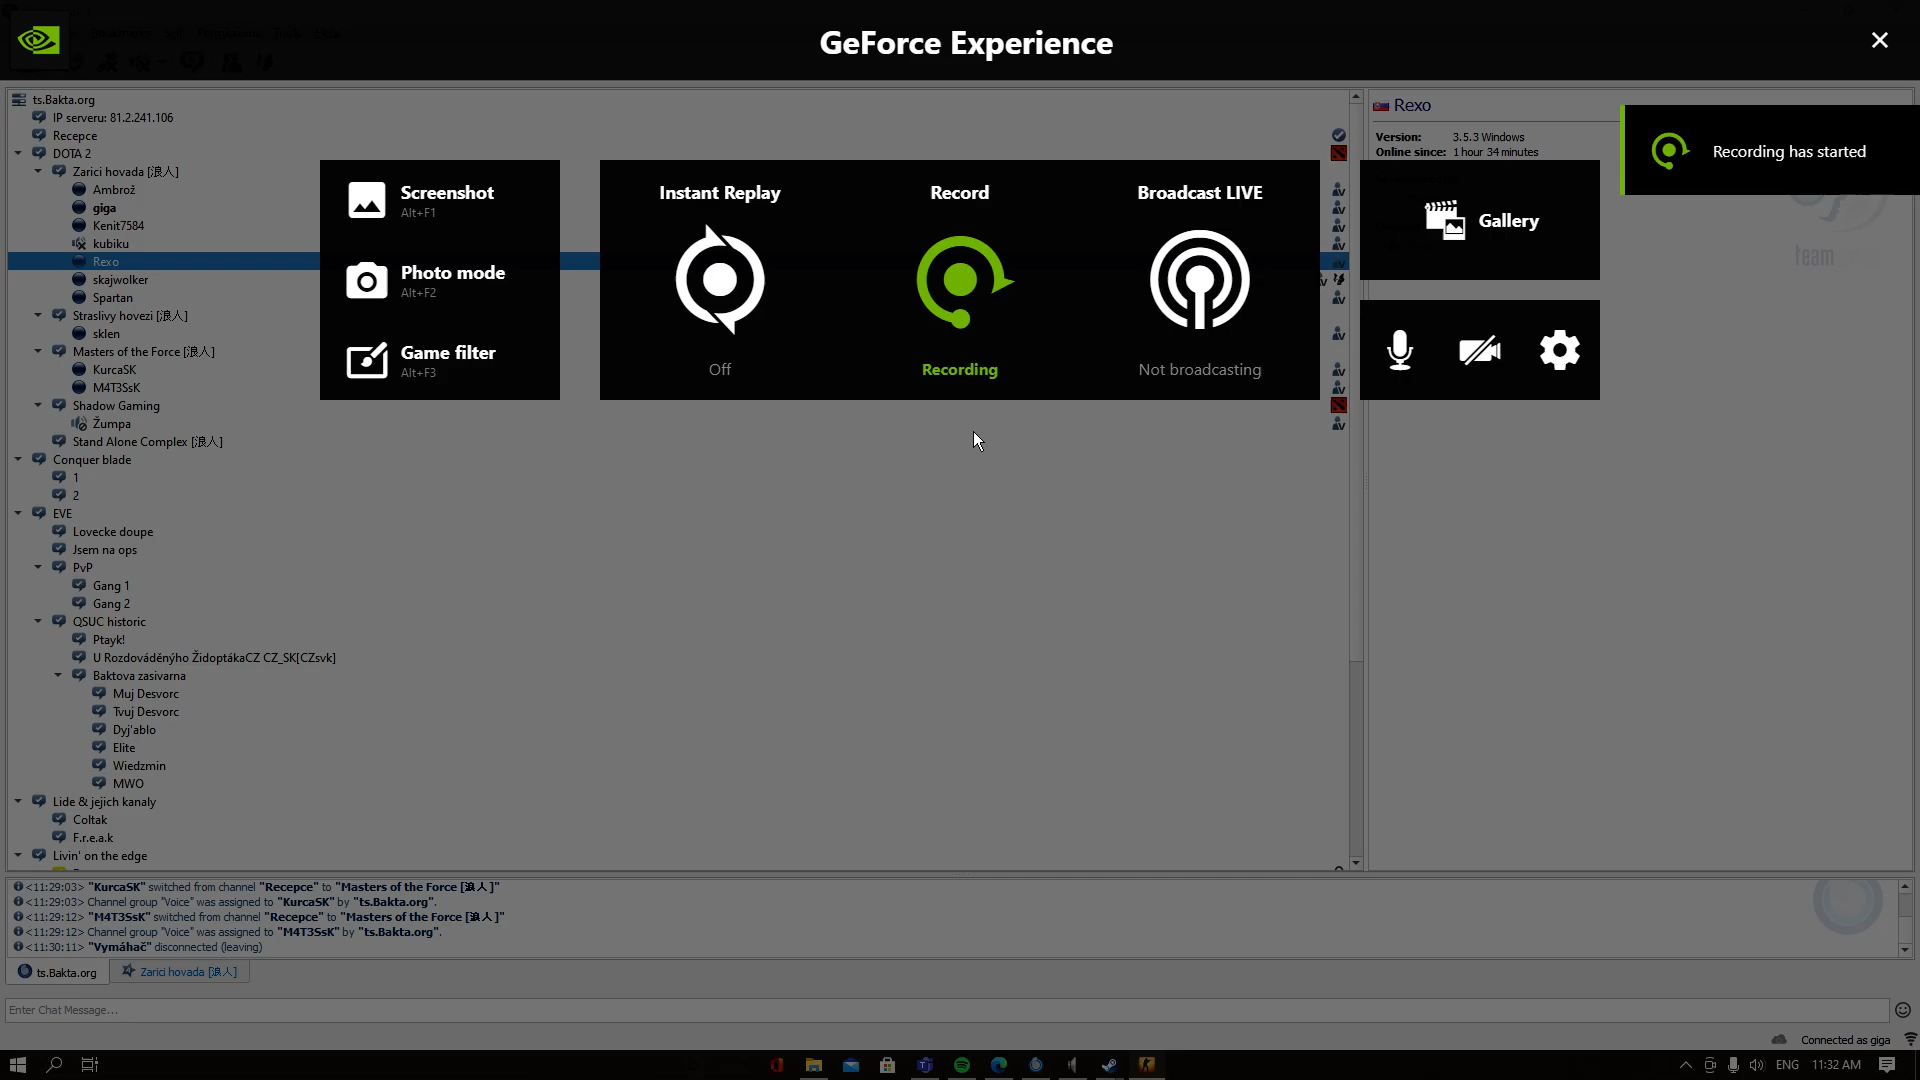 GeForce Experience
ts.Bakta.org
IP serveru: 81.2.241.106
Recepce
DOTA 2
Zarici hovada [浪人]
Ambrož
giga
Kenit7584
kubiku
Rexo
skajwolker
Spartan
Straslivy hovezi [浪人]
sklen
Masters of the Force [浪人]
KurcaSK
M4T3SsK
Shadow Gaming
Žumpa
Stand Alone Complex [浪人]
Conquer blade
1
2
EVE
Lovecke doupe
Jsem na ops
PvP
Gang 1
Gang 2
QSUC historic
Ptayk!
U Rozdováděnýho ŽidoptákaCZ CZ_SK[CZsvk]
Baktova zasivarna
Muj Desvorc
Tvuj Desvorc
Dyj'ablo
Elite
Wiedzmin
MWO
Lide & jejich kanaly
Coltak
F.r.e.a.k
Livin' on the edge
Screenshot
Alt+F1
Photo mode
Alt+F2
Game filter
Alt+F3
Instant Replay
Off
Record
Recording
Broadcast LIVE
Not broadcasting
Rexo
Version: 3.5.3 Windows
Online since: 1 hour 34 minutes
Recording has started
Gallery
team
<11:29:03> "KurcaSK" switched from channel "Recepce" to "Masters of the Force [浪人]"
<11:29:03> Channel group "Voice" was assigned to "KurcaSK" by "ts.Bakta.org".
<11:29:12> "M4T3SsK" switched from channel "Recepce" to "Masters of the Force [浪人]"
<11:29:12> Channel group "Voice" was assigned to "M4T3SsK" by "ts.Bakta.org".
<11:30:11> "Vymáhač" disconnected (leaving)
ts.Bakta.org
Zarici hovada [浪人]
Enter Chat Message...
Connected as giga
ENG
11:32 AM